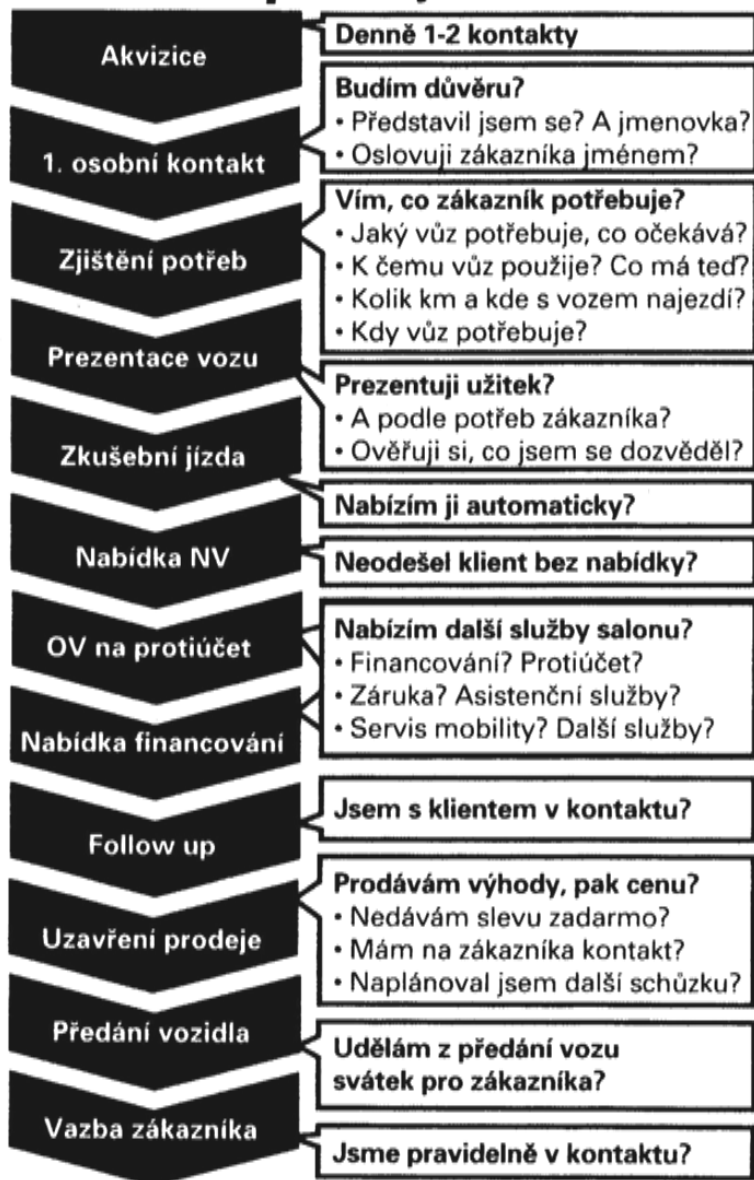 Akvizice
Denně 1-2 kontakty
1. osobní kontakt
Budím důvěru?
• Představil jsem se? A jmenovka?
• Oslovuji zákazníka jménem?
Zjištění potřeb
Vím, co zákazník potřebuje?
• Jaký vůz potřebuje, co očekává?
• K čemu vůz použije? Co má teď?
• Kolik km a kde s vozem najezdí?
• Kdy vůz potřebuje?
Prezentace vozu
Prezentuji užitek?
• A podle potřeb zákazníka?
• Ověřuji si, co jsem se dozvěděl?
Zkušební jízda
Nabízím ji automaticky?
Nabídka NV
Neodešel klient bez nabídky?
OV na protiúčet
Nabídka financování
Nabízím další služby salonu?
• Financování? Protiúčet?
• Záruka? Asistenční služby?
• Servis mobility? Další služby?
Follow up
Jsem s klientem v kontaktu?
Uzavření prodeje
Prodávám výhody, pak cenu?
• Nedávám slevu zadarmo?
• Mám na zákazníka kontakt?
• Naplánoval jsem další schůzku?
Předání vozidla
Udělám z předání vozu
svátek pro zákazníka?
Vazba zákazníka
Jsme pravidelně v kontaktu?